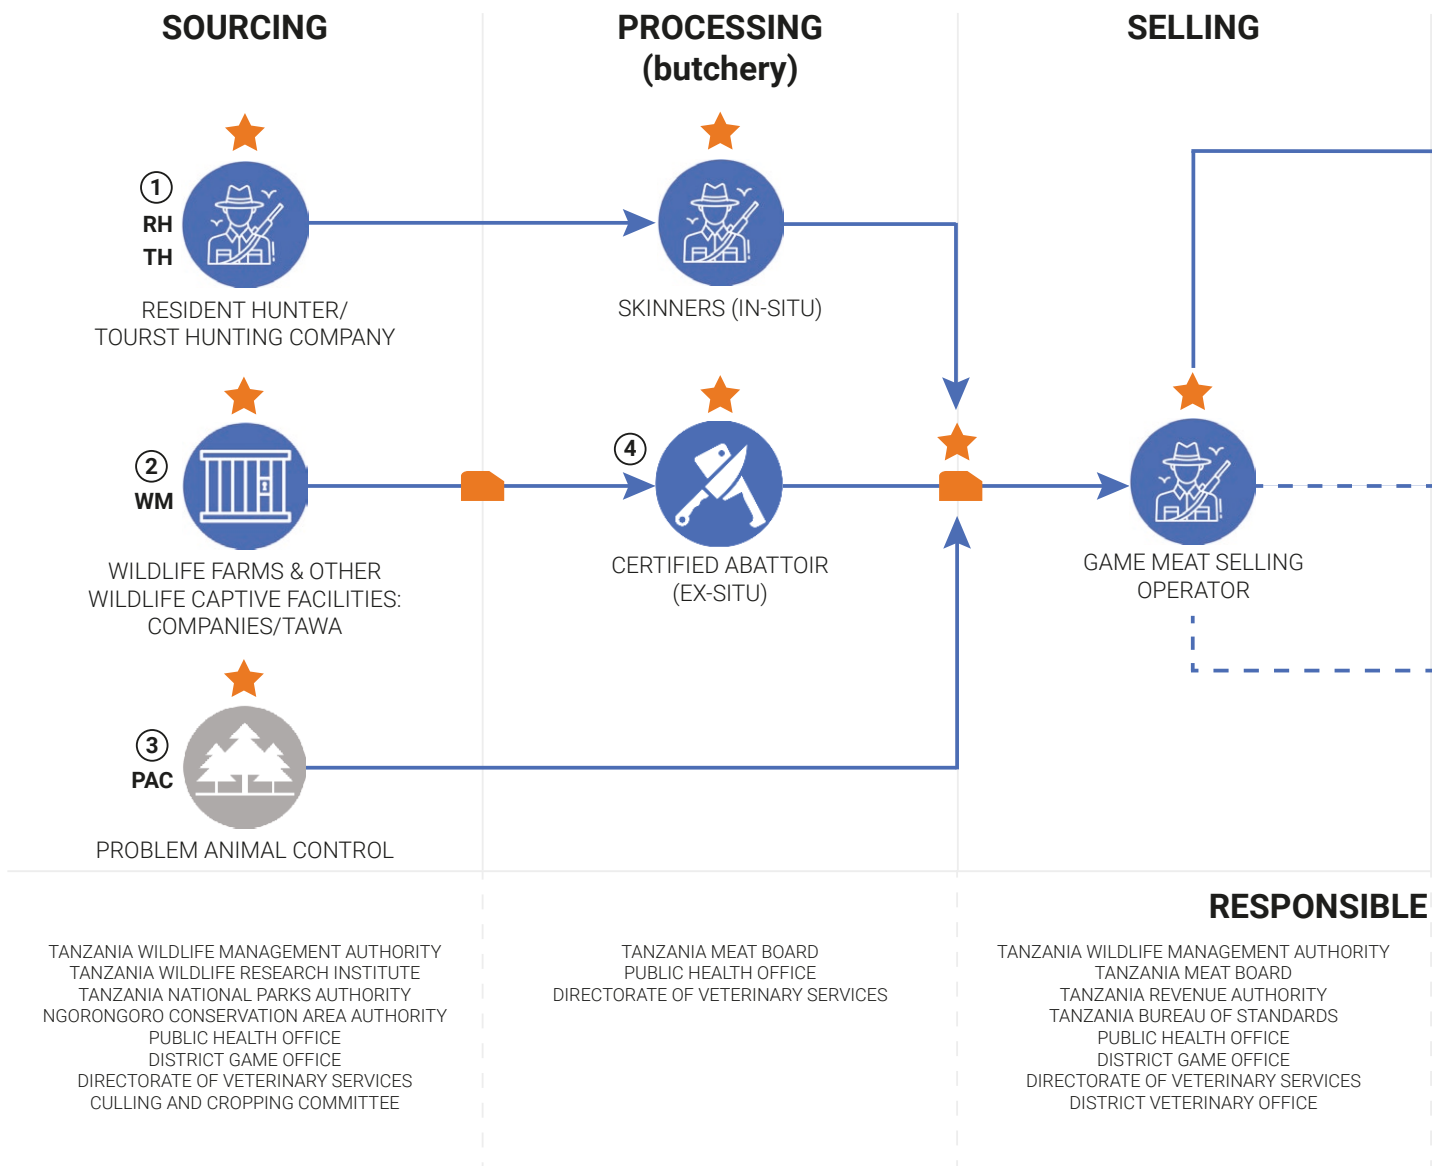 SOURCING
PROCESSING
(butchery)
SELLING
1
RH
TH
RESIDENT HUNTER/
TOURST HUNTING COMPANY
SKINNERS (IN-SITU)
2
WM
WILDLIFE FARMS & OTHER
WILDLIFE CAPTIVE FACILITIES:
COMPANIES/TAWA
4
CERTIFIED ABATTOIR
(EX-SITU)
GAME MEAT SELLING
OPERATOR
3
PAC
PROBLEM ANIMAL CONTROL
RESPONSIBLE
TANZANIA WILDLIFE MANAGEMENT AUTHORITY
TANZANIA WILDLIFE RESEARCH INSTITUTE
TANZANIA NATIONAL PARKS AUTHORITY
NGORONGORO CONSERVATION AREA AUTHORITY
PUBLIC HEALTH OFFICE
DISTRICT GAME OFFICE
DIRECTORATE OF VETERINARY SERVICES
CULLING AND CROPPING COMMITTEE
TANZANIA MEAT BOARD
PUBLIC HEALTH OFFICE
DIRECTORATE OF VETERINARY SERVICES
TANZANIA WILDLIFE MANAGEMENT AUTHORITY
TANZANIA MEAT BOARD
TANZANIA REVENUE AUTHORITY
TANZANIA BUREAU OF STANDARDS
PUBLIC HEALTH OFFICE
DISTRICT GAME OFFICE
DIRECTORATE OF VETERINARY SERVICES
DISTRICT VETERINARY OFFICE